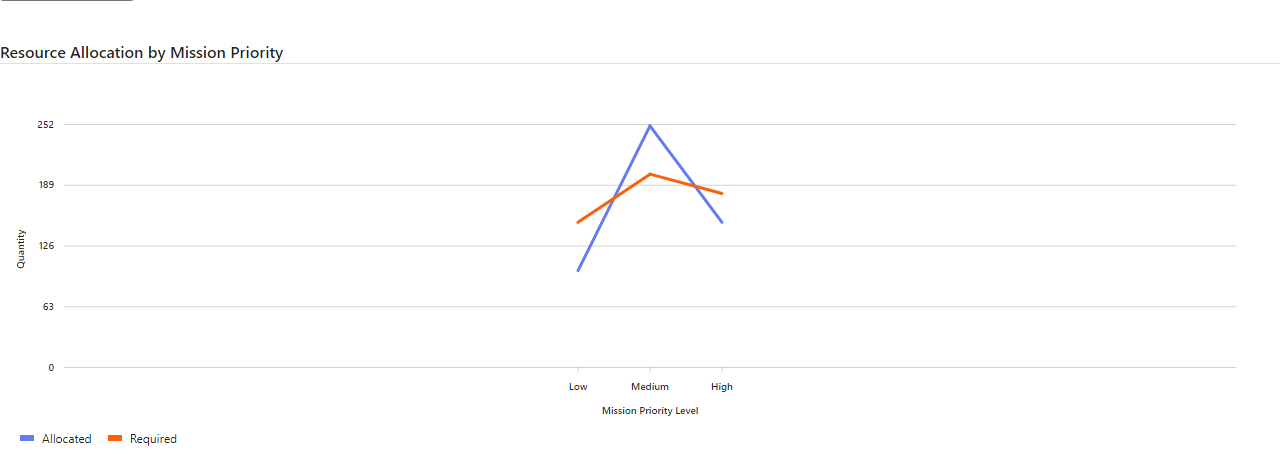 Resource Allocation by Mission Priority
252
189
126
63
0
Quantity
Low Medium High
Mission Priority Level
Allocated Required